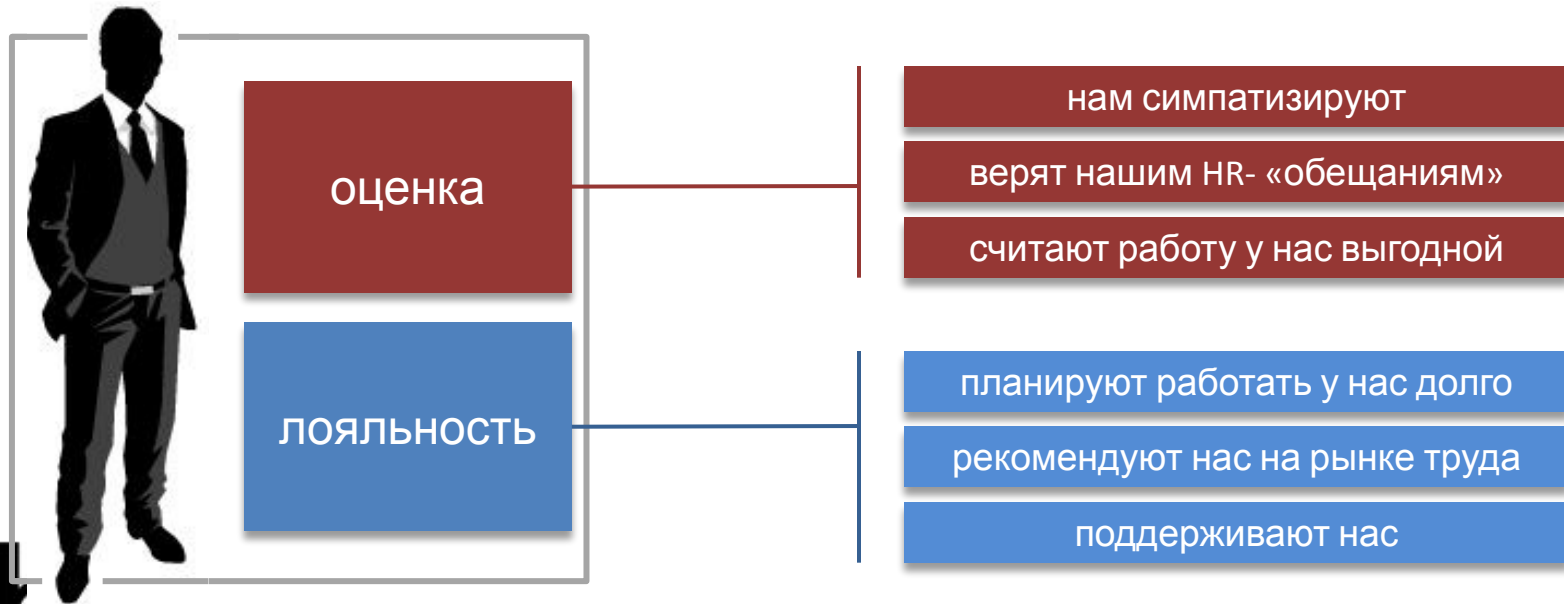 оценка
нам симпатизируют
верят нашим HR- «обещаниям»
считают работу у нас выгодной
лояльность
планируют работать у нас долго
рекомендуют нас на рынке труда
поддерживают нас